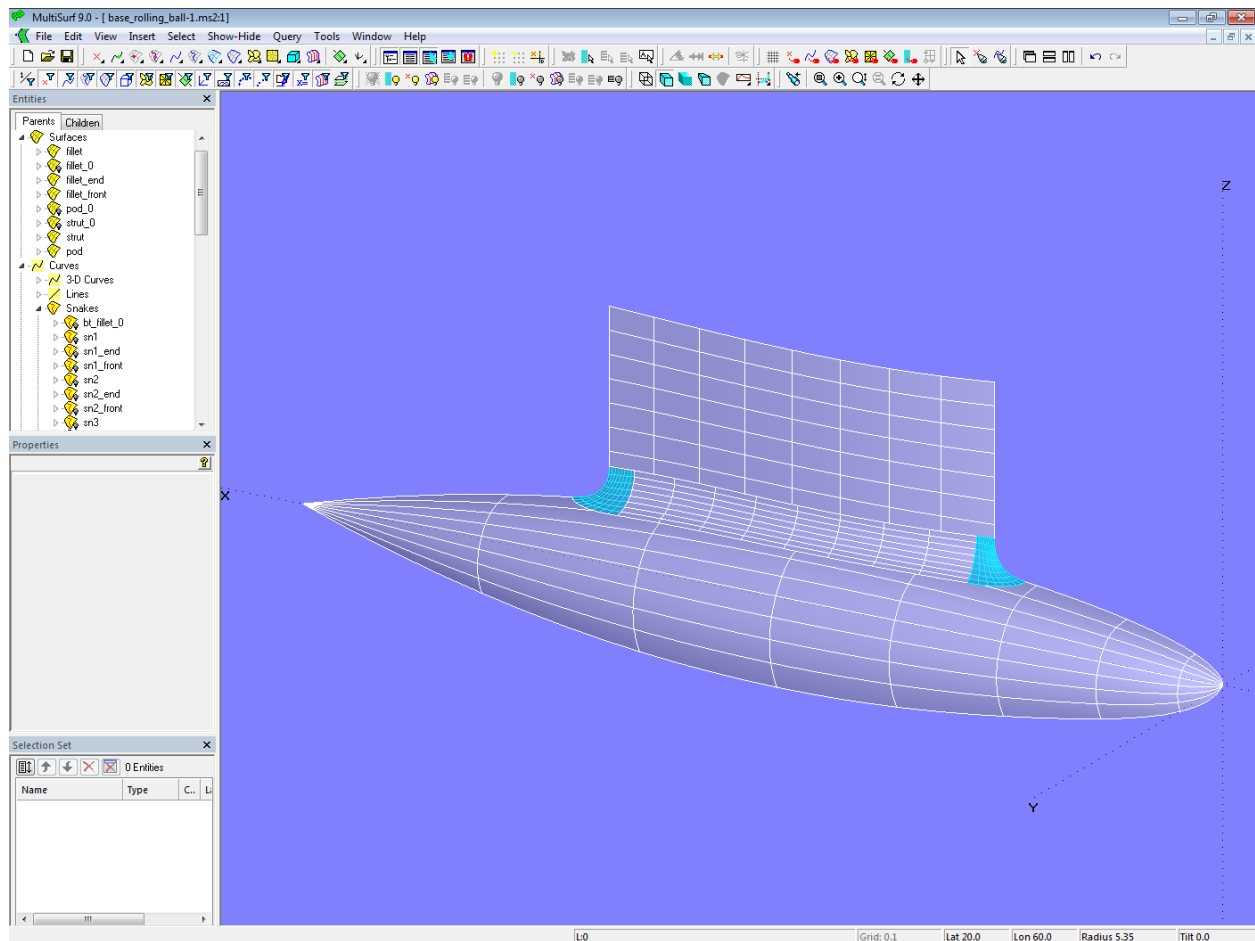 MultiSurf 9.0 - [ base_rolling_ball-1.ms2:1]
File Edit View Insert Select Show-Hide Query Tools Window Help
Entities
Parents Children
Surfaces
fillet
fillet_0
fillet_end
fillet_front
pod_0
strut_0
strut
pod
Curves
3-D Curves
Lines
Snakes
bt_fillet_0
sn1
sn1_end
sn1_front
sn2
sn2_end
sn2_front
sn3
Properties
Selection Set
0 Entities
Name Type C..
Z
X
Y
L:0 Grid: 0.1 Lat 20.0 Lon 60.0 Radius 5.35 Tilt 0.0